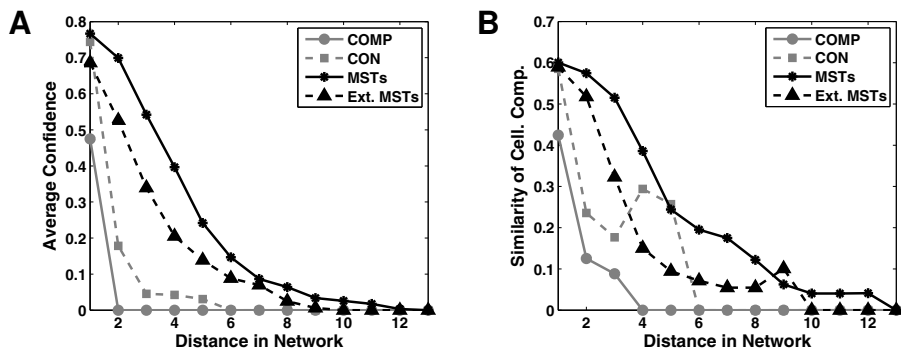 A
Average Confidence
0.8
0.7
0.6
0.5
0.4
0.3
0.2
0.1
0
2 4 6 8 10 12
Distance in Network
COMP
CON
MSTs
Ext. MSTs
B
Similarity of Cell. Comp.
0.7
0.6
0.5
0.4
0.3
0.2
0.1
0
2 4 6 8 10 12
Distance in Network
COMP
CON
MSTs
Ext. MSTs